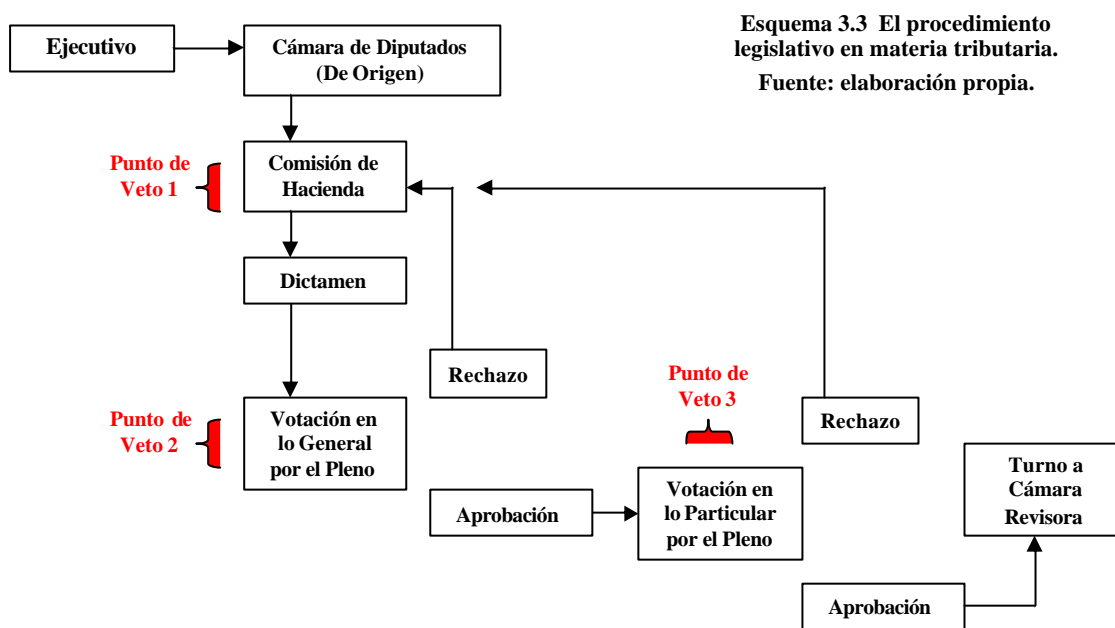 Esquema 3.3 El procedimiento
legislativo en materia tributaria.
Fuente: elaboración propia.
Ejecutivo
Cámara de Diputados
(De Origen)
Punto de
Veto 1
Comisión de
Hacienda
Dictamen
Rechazo
Punto de
Veto 2
Votación en
lo General
por el Pleno
Punto de
Veto 3
Rechazo
Aprobación
Votación en
lo Particular
por el Pleno
Turno a
Cámara
Revisora
Aprobación